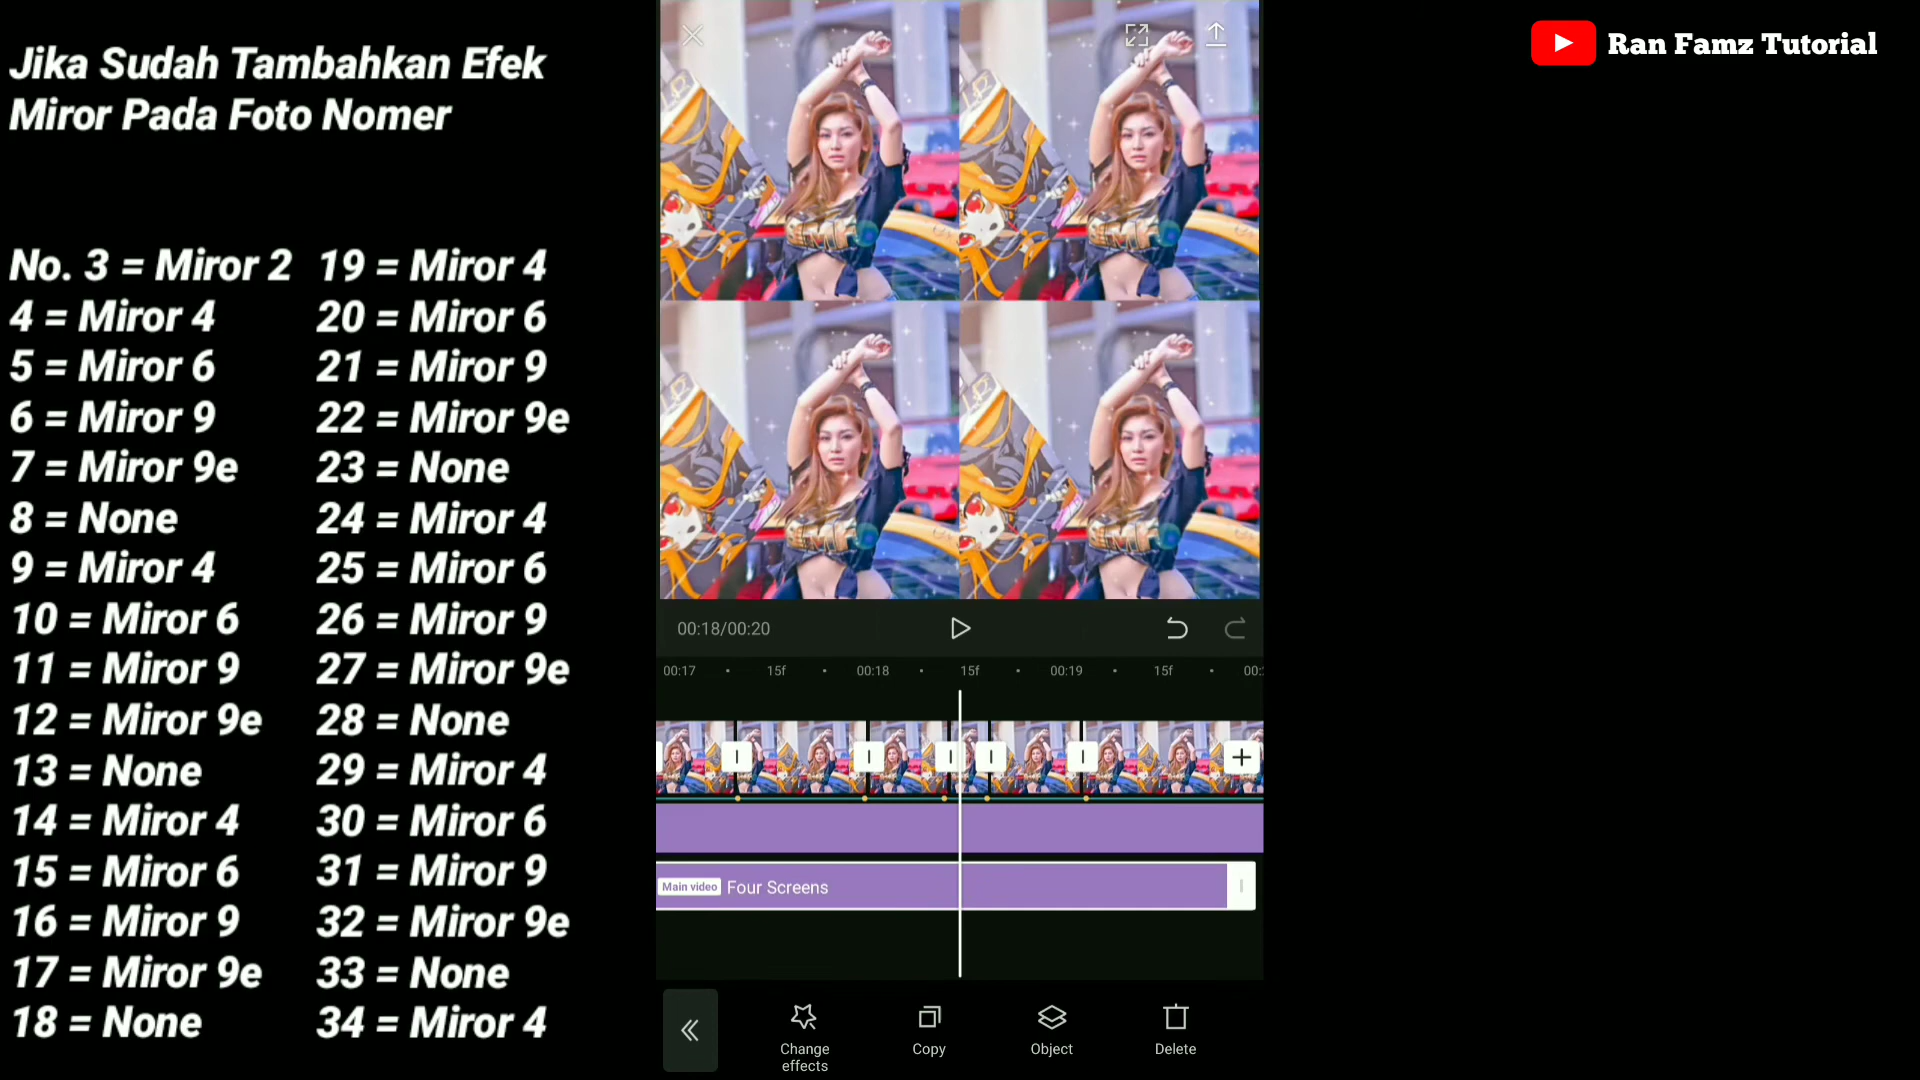 Jika Sudah Tambahkan Efek
Miror Pada Foto Nomer
No. 3 = Miror 2
4 = Miror 4
5 = Miror 6
6 = Miror 9
7 = Miror 9e
8 = None
9 = Miror 4
10 = Miror 6
11 = Miror 9
12 = Miror 9e
13 = None
14 = Miror 4
15 = Miror 6
16 = Miror 9
17 = Miror 9e
18 = None
19 = Miror 4
20 = Miror 6
21 = Miror 9
22 = Miror 9e
23 = None
24 = Miror 4
25 = Miror 6
26 = Miror 9
27 = Miror 9e
28 = None
29 = Miror 4
30 = Miror 6
31 = Miror 9
32 = Miror 9e
33 = None
34 = Miror 4
00:18/00:20
00:17 15f 00:18 15f 00:19 15f
Main video Four Screens
Change
effects
Copy
Object
Delete
Ran Famz Tutorial